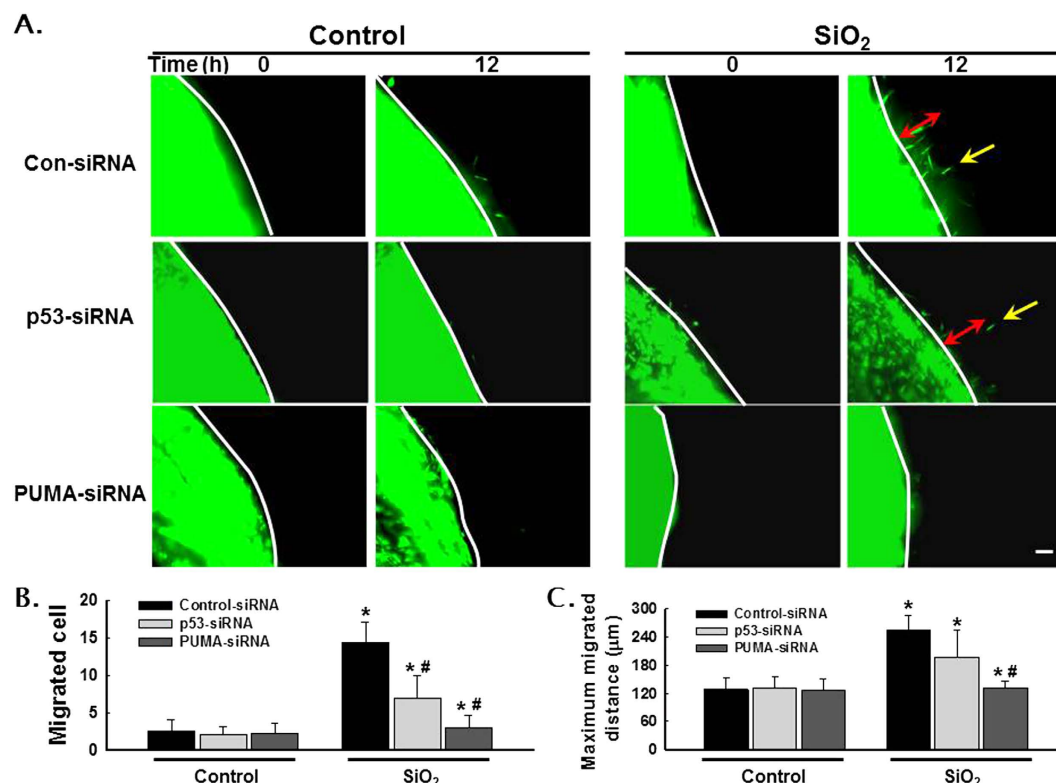 A.
Control
SiO₂
Time (h) 0 12 0 12
Con-siRNA
p53-siRNA
PUMA-siRNA
B.
Migrated cell
20
15
10
5
0
Control-siRNA
p53-siRNA
PUMA-siRNA
*
* #
* #
Control
SiO₂
C.
Maximum migrated
distance (μm)
300
240
180
120
60
0
Control-siRNA
p53-siRNA
PUMA-siRNA
*
*
* #
Control
SiO₂